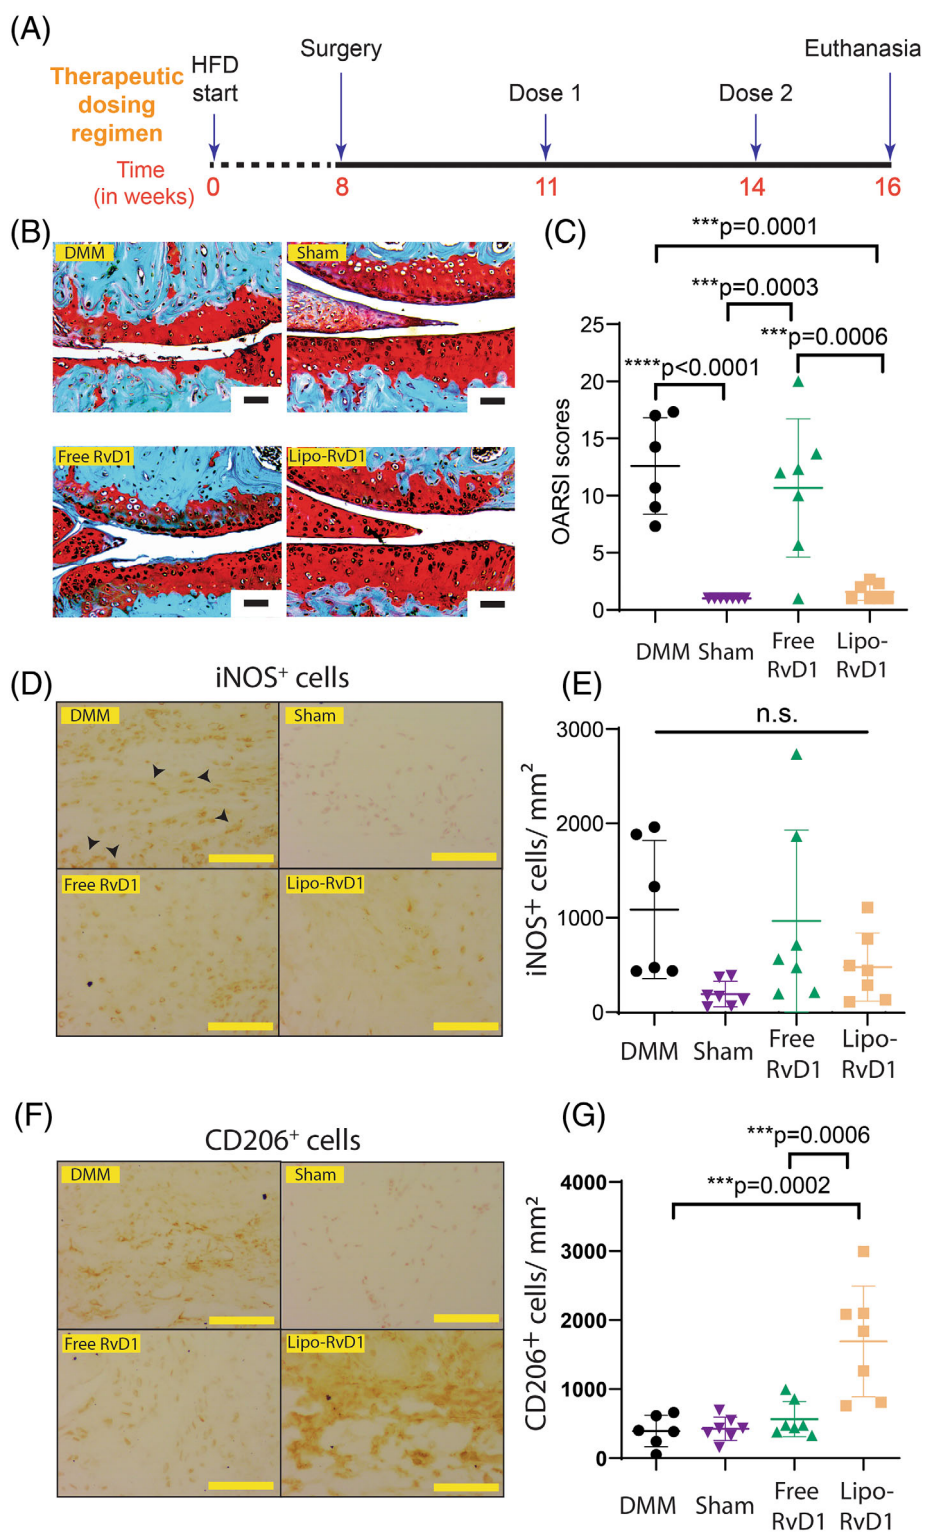 (A)
Therapeutic
dosing
regimen
HFD
start
Surgery
Dose 1
Dose 2
Euthanasia
Time
(in weeks)
0
8
11
14
16
(B)
DMM
Sham
Free RvD1
Lipo-RvD1
(C)
***p=0.0001
***p=0.0003
***p=0.0006
****p<0.0001
OARSI scores
25
20
15
10
5
0
DMM
Sham
Free
RvD1
Lipo-
RvD1
(D)
iNOS⁺ cells
DMM
Sham
Free RvD1
Lipo-RvD1
(E)
n.s.
iNOS⁺ cells/ mm²
3000
2000
1000
0
DMM
Sham
Free
RvD1
Lipo-
RvD1
(F)
CD206⁺ cells
DMM
Sham
Free RvD1
Lipo-RvD1
(G)
***p=0.0006
***p=0.0002
CD206⁺ cells/ mm²
4000
3000
2000
1000
0
DMM
Sham
Free
RvD1
Lipo-
RvD1